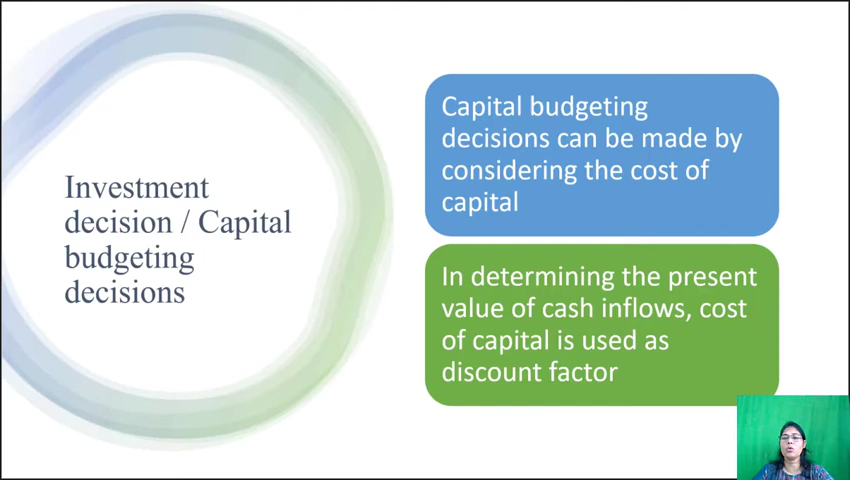 Investment
decision / Capital
budgeting
decisions
Capital budgeting
decisions can be made by
considering the cost of
capital
In determining the present
value of cash inflows, cost
of capital is used as
discount factor